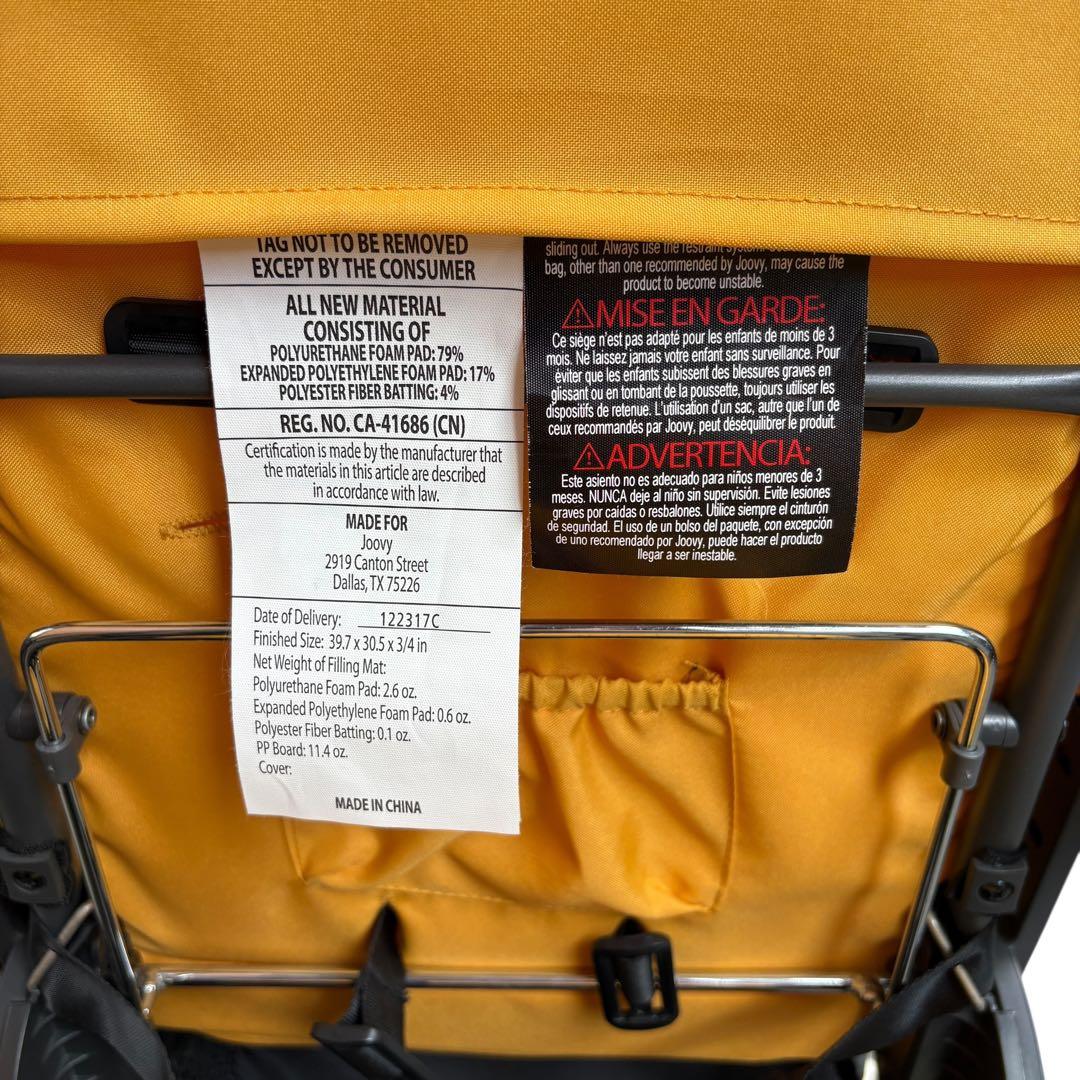 TAG NOT TO BE REMOVED
EXCEPT BY THE CONSUMER
ALL NEW MATERIAL
CONSISTING OF
POLYURETHANE FOAM PAD: 79%
EXPANDED POLYETHYLENE FOAM PAD: 17%
POLYESTER FIBER BATTING: 4%
REG. NO. CA-41686 (CN)
Certification is made by the manufacturer that
the materials in this article are described
in accordance with law.
MADE FOR
Joovy
2919 Canton Street
Dallas, TX 75226
Date of Delivery: 122317C
Finished Size: 39.7 x 30.5 x 3/4 in
Net Weight of Filling Mat:
Polyurethane Foam Pad: 2.6 oz.
Expanded Polyethylene Foam Pad: 0.6 oz.
Polyester Fiber Batting: 0.1 oz.
PP Board: 11.4 oz.
Cover:
MADE IN CHINA
sliding out. Always use the restraint system.
bag, other than one recommended by Joovy, may cause the
product to become unstable.
⚠MISE EN GARDE:
Ce siège n'est pas adapté pour les enfants de moins de 3
mois. Ne laissez jamais votre enfant sans surveillance. Pour
éviter que les enfants subissent des blessures graves en
glissant ou en tombant de la poussette, toujours utiliser les
dispositifs de retenue. L'utilisation d'un sac, autre que l'un de
ceux recommandés par Joovy, peut déséquilibrer le produit.
⚠ADVERTENCIA:
Este asiento no es adecuado para niños menores de 3
meses. NUNCA deje al niño sin supervisión. Evite lesiones
graves por caídas o resbalones. Utilice siempre el cinturón
de seguridad. El uso de un bolso del paquete, con excepción
de uno recomendado por Joovy, puede hacer el producto
llegar a ser inestable.